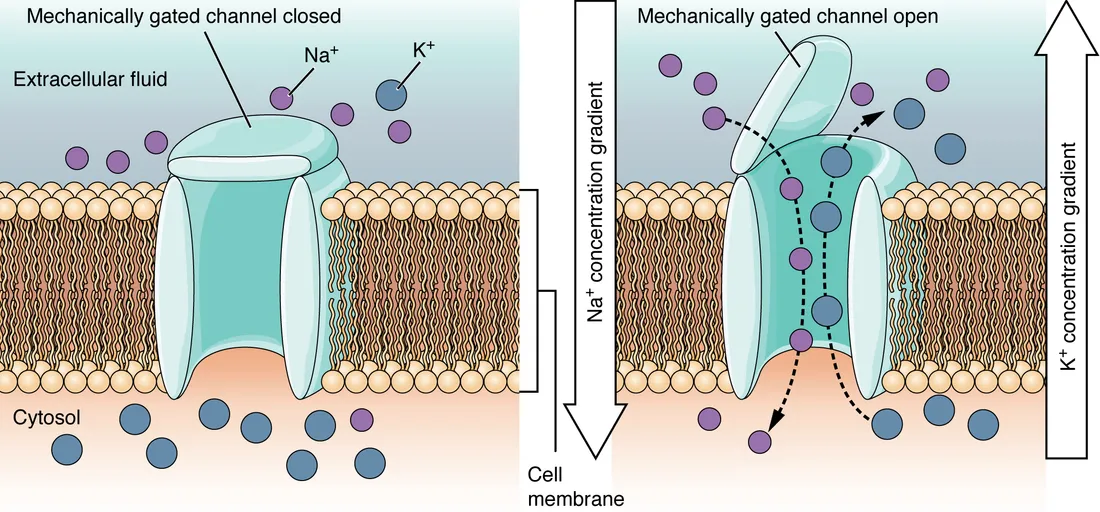 Mechanically gated channel closed
Na⁺
K⁺
Extracellular fluid
Cytosol
Cell
membrane
Na⁺ concentration gradient
Mechanically gated channel open
K⁺ concentration gradient